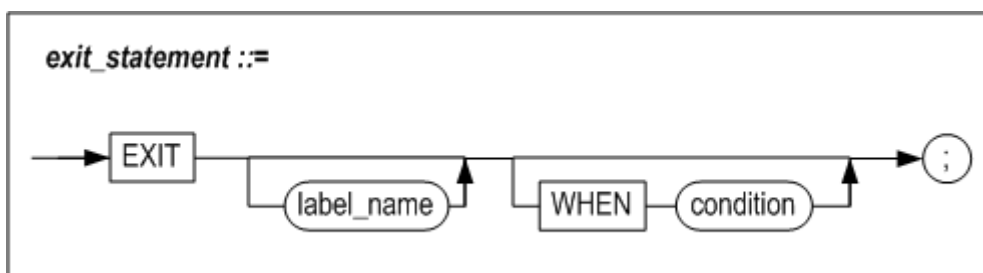 exit_statement ::=
EXIT
label_name
WHEN condition
;